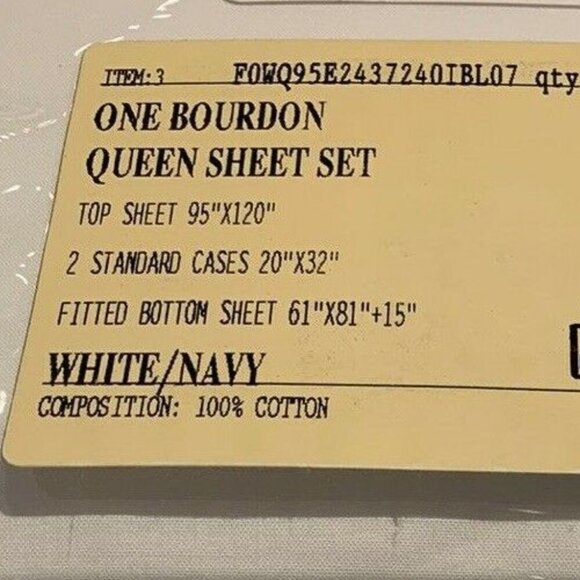 ITEM:3 F0WQ95E2437240IBL07 qty
ONE BOURDON
QUEEN SHEET SET
TOP SHEET 95"X120"
2 STANDARD CASES 20"X32"
FITTED BOTTOM SHEET 61"X81"+15"
WHITE/NAVY
COMPOSITION: 100% COTTON